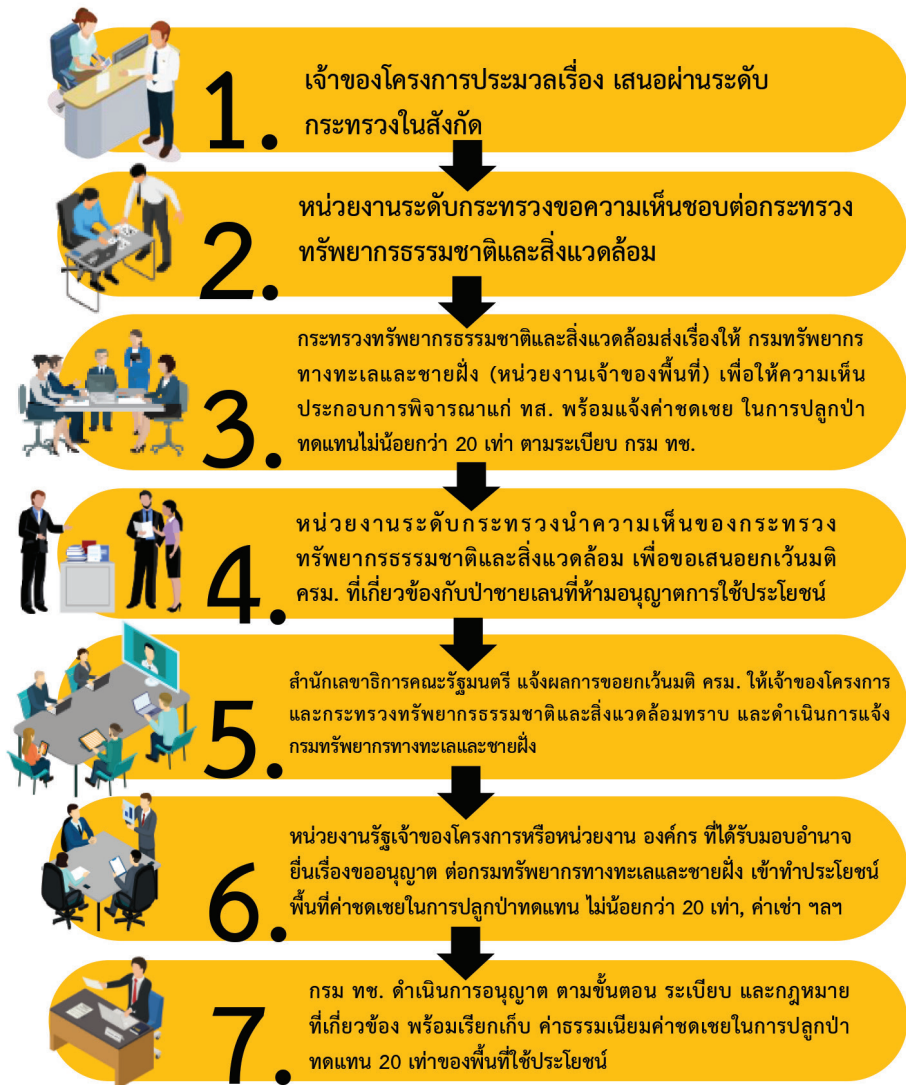 1. เจ้าของโครงการประมวลเรื่อง เสนอผ่านระดับ
กระทรวงในสังกัด
2. หน่วยงานระดับกระทรวงขอความเห็นชอบต่อกระทรวง
ทรัพยากรธรรมชาติและสิ่งแวดล้อม
3. กระทรวงทรัพยากรธรรมชาติและสิ่งแวดล้อมส่งเรื่องให้ กรมทรัพยากร
ทางทะเลและชายฝั่ง (หน่วยงานเจ้าของพื้นที่) เพื่อให้ความเห็น
ประกอบการพิจารณาแก่ ทส. พร้อมแจ้งค่าชดเชย ในการปลูกป่า
ทดแทนไม่น้อยกว่า 20 เท่า ตามระเบียบ กรม ทช.
4. หน่วยงานระดับกระทรวงนำความเห็นของกระทรวง
ทรัพยากรธรรมชาติและสิ่งแวดล้อม เพื่อขอเสนอยกเว้นมติ
ครม. ที่เกี่ยวข้องกับป่าชายเลนที่ห้ามอนุญาตการใช้ประโยชน์
5. สำนักเลขาธิการคณะรัฐมนตรี แจ้งผลการขอยกเว้นมติ ครม. ให้เจ้าของโครงการ
และกระทรวงทรัพยากรธรรมชาติและสิ่งแวดล้อมทราบ และดำเนินการแจ้ง
กรมทรัพยากรทางทะเลและชายฝั่ง
6. หน่วยงานรัฐเจ้าของโครงการหรือหน่วยงาน องค์กร ที่ได้รับมอบอำนาจ
ยื่นเรื่องขออนุญาต ต่อกรมทรัพยากรทางทะเลและชายฝั่ง เข้าทำประโยชน์
พื้นที่ค่าชดเชยในการปลูกป่าทดแทน ไม่น้อยกว่า 20 เท่า, ค่าเช่า ฯลฯ
7. กรม ทช. ดำเนินการอนุญาต ตามขั้นตอน ระเบียบ และกฎหมาย
ที่เกี่ยวข้อง พร้อมเรียกเก็บ ค่าธรรมเนียมค่าชดเชยในการปลูกป่า
ทดแทน 20 เท่าของพื้นที่ใช้ประโยชน์